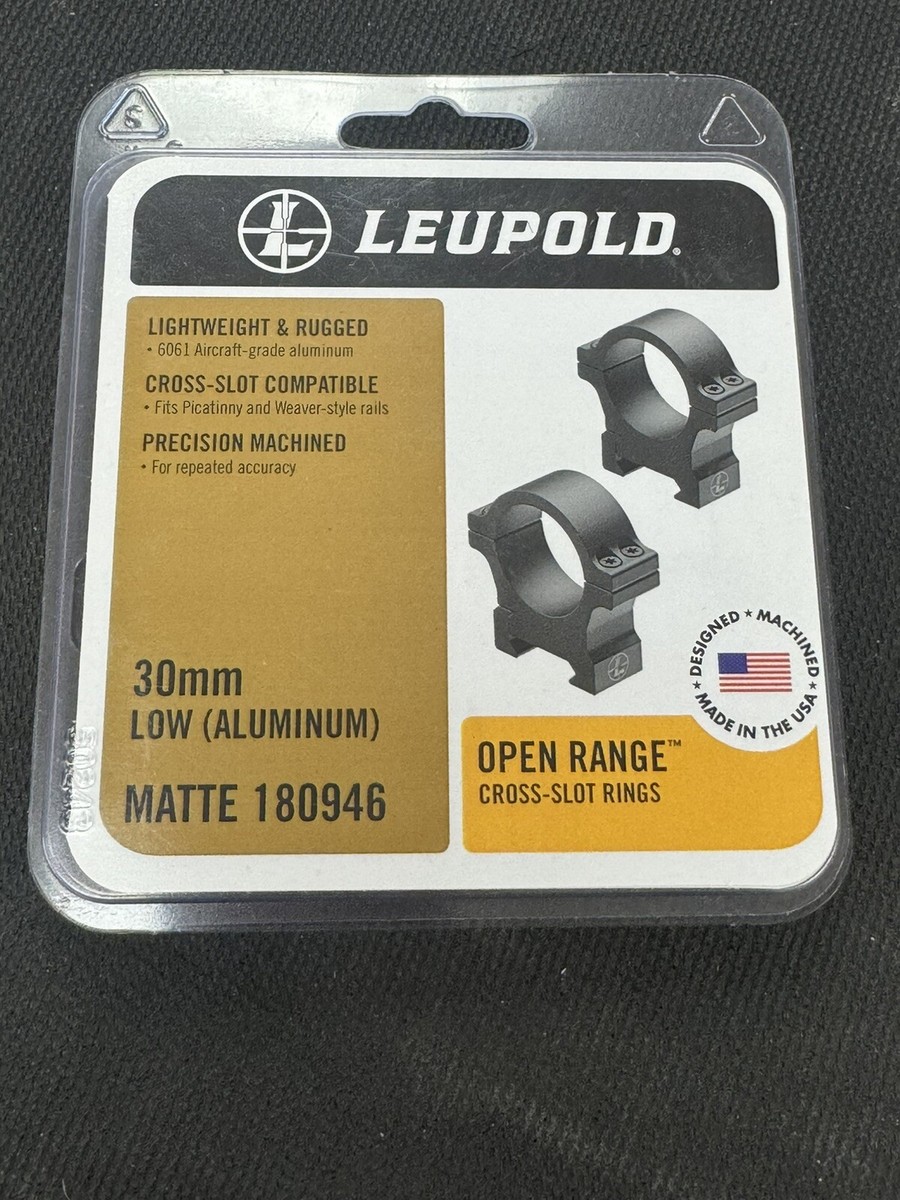 LEUPOLD®
LIGHTWEIGHT & RUGGED
• 6061 Aircraft-grade aluminum
CROSS-SLOT COMPATIBLE
• Fits Picatinny and Weaver-style rails
PRECISION MACHINED
• For repeated accuracy
30mm
LOW (ALUMINUM)
MATTE 180946
DESIGNED ★ MACHINED
★ MADE IN THE USA ★
OPEN RANGE™
CROSS-SLOT RINGS